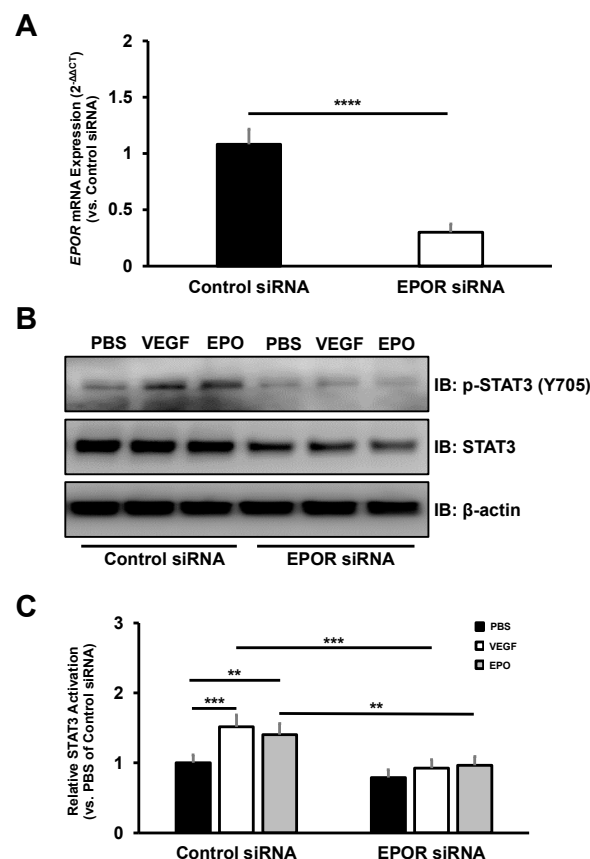 A
EPOR mRNA Expression (2-ΔΔCT)
(vs. Control siRNA)
2
1.5
1
0.5
0
****
Control siRNA
EPOR siRNA
B
PBS VEGF EPO PBS VEGF EPO
IB: p-STAT3 (Y705)
IB: STAT3
IB: β-actin
Control siRNA EPOR siRNA
C
Relative STAT3 Activation
(vs. PBS of Control siRNA)
3
2
1
0
PBS
VEGF
EPO
***
**
***
**
Control siRNA
EPOR siRNA